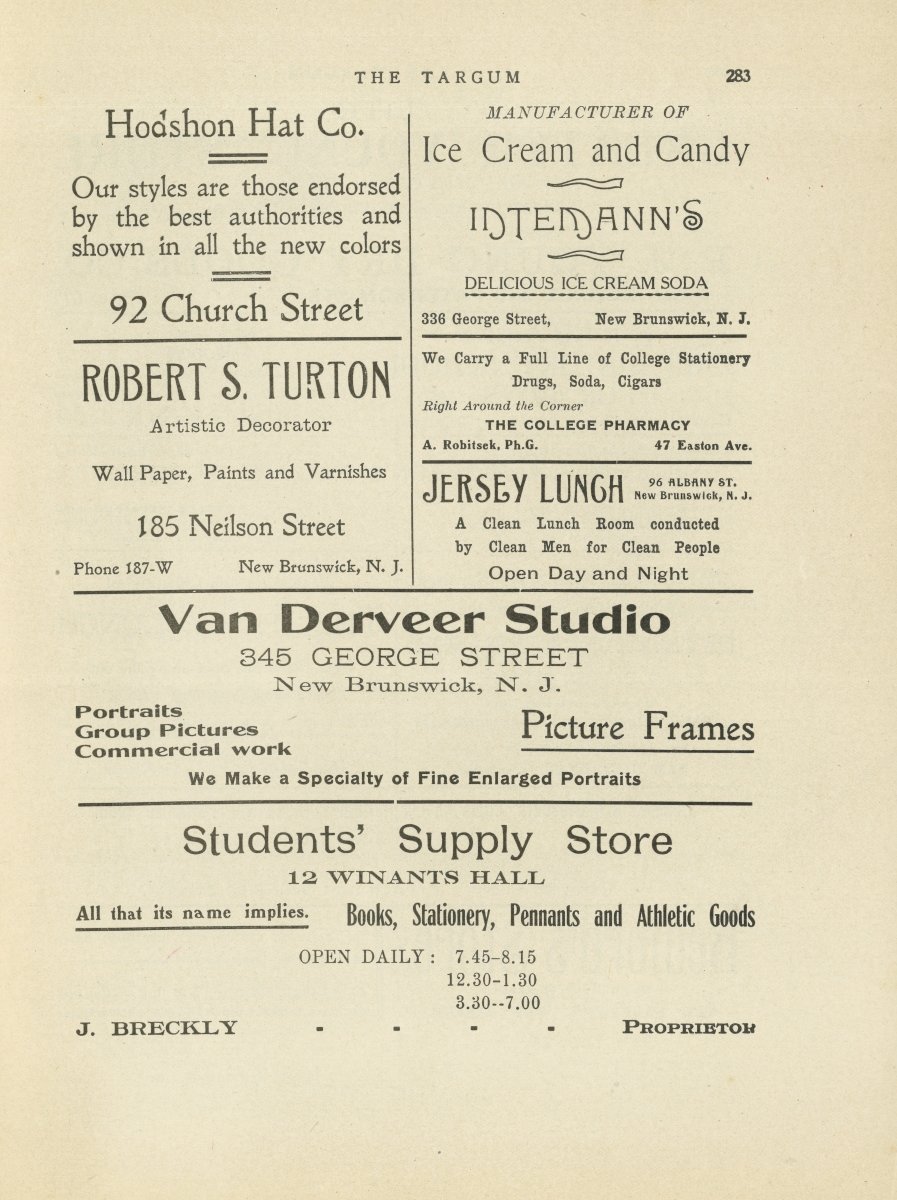 THE TARGUM 283
Hodshon Hat Co.
Our styles are those endorsed
by the best authorities and
shown in all the new colors
92 Church Street
ROBERT S. TURTON
Artistic Decorator
Wall Paper, Paints and Varnishes
185 Neilson Street
Phone 187-W New Brunswick, N. J.
MANUFACTURER OF
Ice Cream and Candy
INTEMANN'S
DELICIOUS ICE CREAM SODA
336 George Street, New Brunswick, N. J.
We Carry a Full Line of College Stationery
Drugs, Soda, Cigars
Right Around the Corner
THE COLLEGE PHARMACY
A. Robitsek, Ph.G. 47 Easton Ave.
JERSEY LUNCH 96 ALBANY ST.
New Brunswick, N. J.
A Clean Lunch Room conducted
by Clean Men for Clean People
Open Day and Night
Van Derveer Studio
345 GEORGE STREET
New Brunswick, N. J.
Portraits
Group Pictures
Commercial work
Picture Frames
We Make a Specialty of Fine Enlarged Portraits
Students' Supply Store
12 WINANTS HALL
All that its name implies. Books, Stationery, Pennants and Athletic Goods
OPEN DAILY: 7.45-8.15
12.30-1.30
3.30--7.00
J. BRECKLY - - - - PROPRIETOR